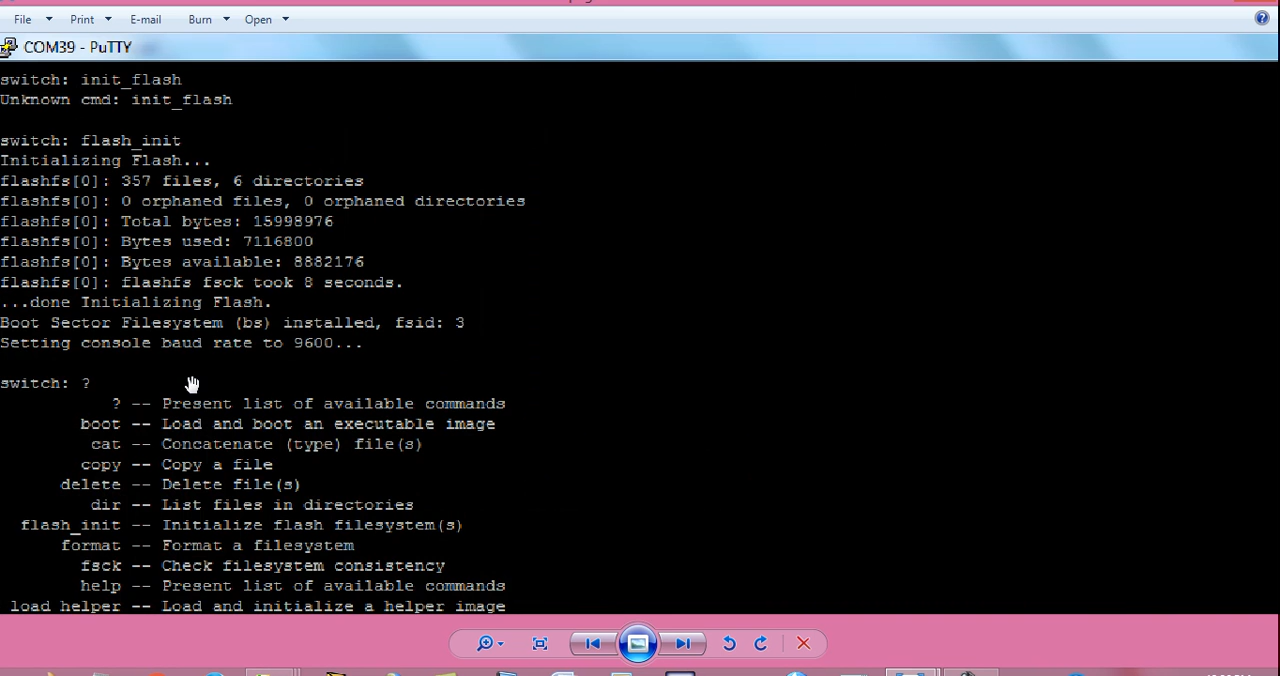 File Print E-mail Burn Open
COM39 - PuTTY
switch: init_flash
Unknown cmd: init_flash
switch: flash_init
Initializing Flash...
flashfs[0]: 357 files, 6 directories
flashfs[0]: 0 orphaned files, 0 orphaned directories
flashfs[0]: Total bytes: 15998976
flashfs[0]: Bytes used: 7116800
flashfs[0]: Bytes available: 8882176
flashfs[0]: flashfs fsck took 8 seconds.
...done Initializing Flash.
Boot Sector Filesystem (bs) installed, fsid: 3
Setting console baud rate to 9600...
switch: ?
? -- Present list of available commands
boot -- Load and boot an executable image
cat -- Concatenate (type) file(s)
copy -- Copy a file
delete -- Delete file(s)
dir -- List files in directories
flash_init -- Initialize flash filesystem(s)
format -- Format a filesystem
fsck -- Check filesystem consistency
help -- Present list of available commands
load_helper -- Load and initialize a helper image